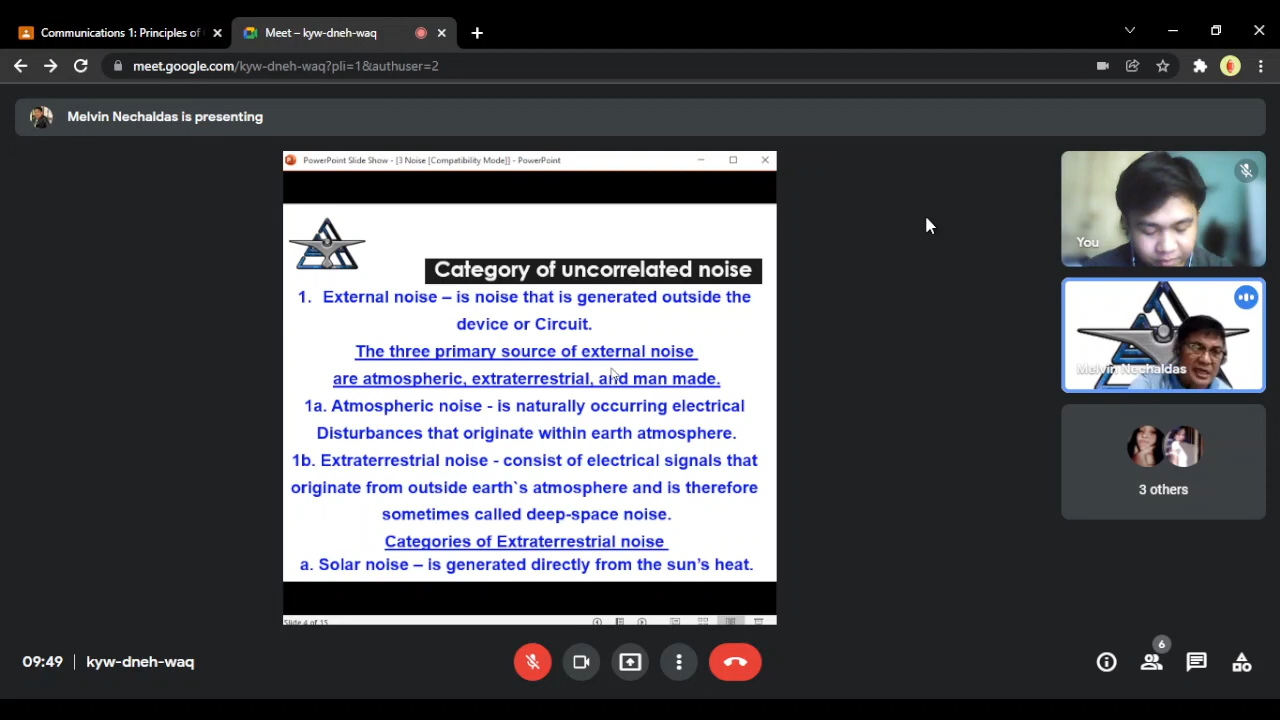 Communications 1: Principles of
Meet – kyw-dneh-waq
meet.google.com/kyw-dneh-waq?pli=1&authuser=2
Melvin Nechaldas is presenting
PowerPoint Slide Show - [3 Noise [Compatibility Mode]] - PowerPoint
Category of uncorrelated noise
1. External noise – is noise that is generated outside the
device or Circuit.
The three primary source of external noise
are atmospheric, extraterrestrial, and man made.
1a. Atmospheric noise - is naturally occurring electrical
Disturbances that originate within earth atmosphere.
1b. Extraterrestrial noise - consist of electrical signals that
originate from outside earth`s atmosphere and is therefore
sometimes called deep-space noise.
Categories of Extraterrestrial noise
a. Solar noise – is generated directly from the sun’s heat.
Slide 4 of 15
You
Melvin Nechaldas
3 others
09:49 | kyw-dneh-waq
6